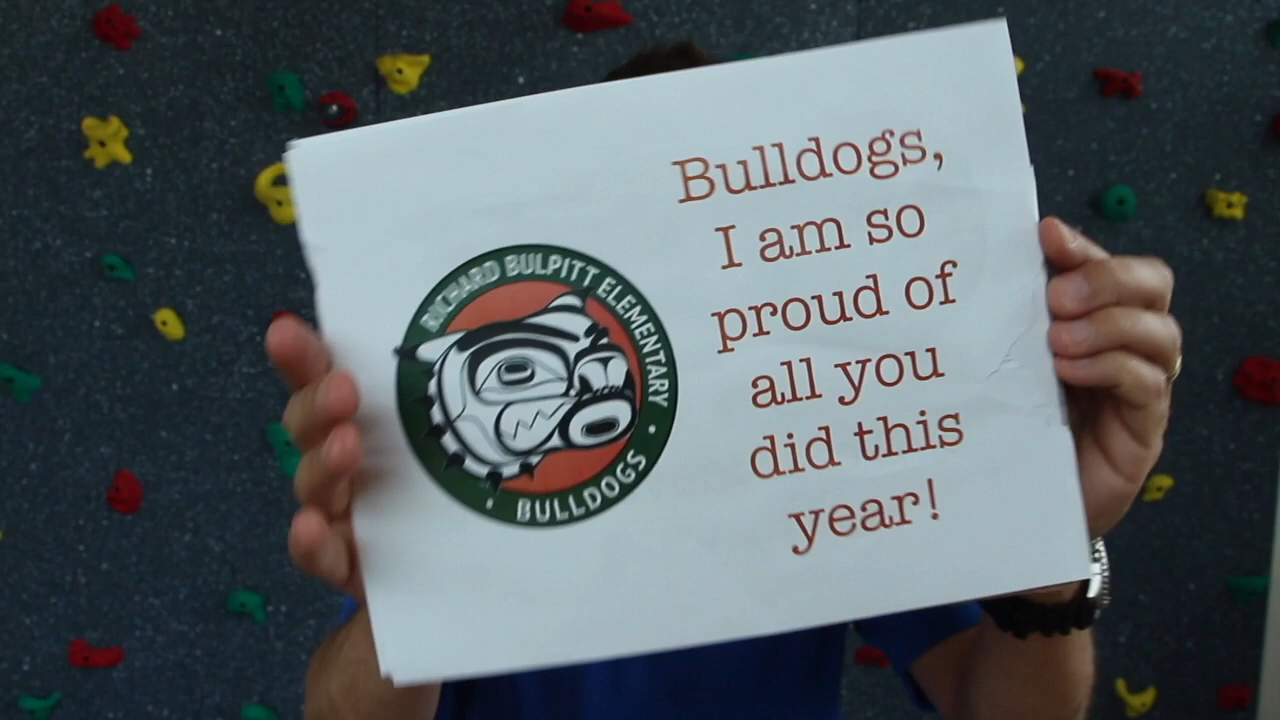 RICHARD BULPITT ELEMENTARY
• BULLDOGS •
Bulldogs,
I am so
proud of
all you
did this
year!